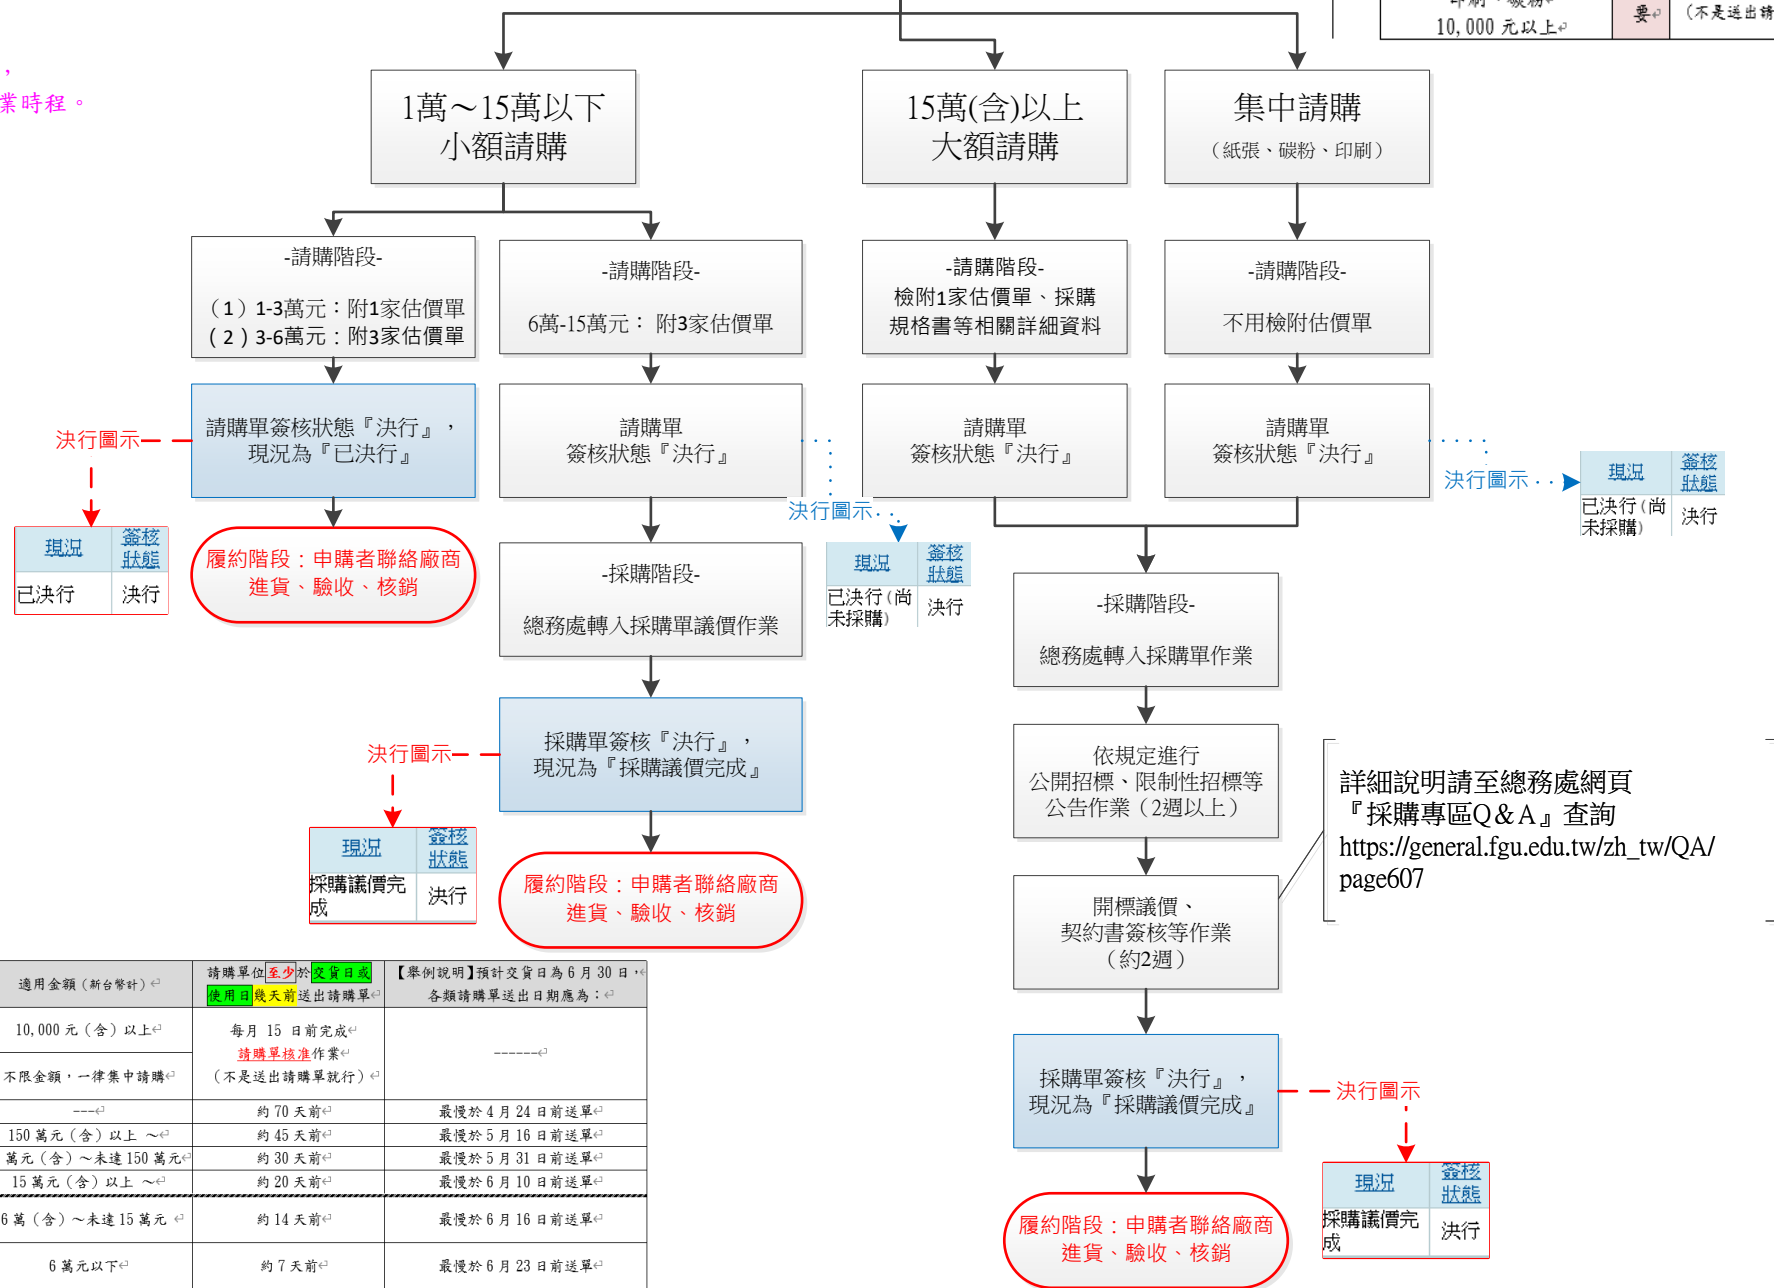 要
(不是送出請
10,000 元以上
，
業時程。
1萬～15萬以下
小額請購
15萬(含)以上
大額請購
集中請購
（紙張、碳粉、印刷）
-請購階段-
（1）1-3萬元：附1家估價單
（2）3-6萬元：附3家估價單
-請購階段-
6萬-15萬元： 附3家估價單
-請購階段-
檢附1家估價單、採購
規格書等相關詳細資料
-請購階段-
不用檢附估價單
請購單簽核狀態『決行』，
現況為『已決行』
請購單
簽核狀態『決行』
請購單
簽核狀態『決行』
請購單
簽核狀態『決行』
決行圖示
決行圖示
決行圖示
現況 簽核狀態
已決行 決行
履約階段：申購者聯絡廠商
進貨、驗收、核銷
現況 簽核狀態
已決行(尚未採購) 決行
現況 簽核狀態
已決行(尚未採購) 決行
-採購階段-
總務處轉入採購單議價作業
-採購階段-
總務處轉入採購單作業
採購單簽核『決行』，
現況為『採購議價完成』
決行圖示
現況 簽核狀態
採購議價完成 決行
履約階段：申購者聯絡廠商
進貨、驗收、核銷
依規定進行
公開招標、限制性招標等
公告作業（2週以上）
開標議價、
契約書簽核等作業
（約2週）
詳細說明請至總務處網頁
『採購專區Q＆A』查詢
https://general.fgu.edu.tw/zh_tw/QA/
page607
採購單簽核『決行』，
現況為『採購議價完成』
決行圖示
現況 簽核狀態
採購議價完成 決行
履約階段：申購者聯絡廠商
進貨、驗收、核銷
適用金額（新台幣計）
請購單位至少於交貨日或
使用日幾天前送出請購單
【舉例說明】預計交貨日為 6 月 30 日，
各類請購單送出日期應為：
10,000 元（含）以上
不限金額，一律集中請購
每月 15 日前完成
請購單核准作業
（不是送出請購單就行）
------
--- 約 70 天前 最慢於 4 月 24 日前送單
150 萬元（含）以上 ～ 約 45 天前 最慢於 5 月 16 日前送單
萬元（含）～未達 150 萬元 約 30 天前 最慢於 5 月 31 日前送單
15 萬元（含）以上 ～ 約 20 天前 最慢於 6 月 10 日前送單
6 萬（含）～未達 15 萬元 約 14 天前 最慢於 6 月 16 日前送單
6 萬元以下 約 7 天前 最慢於 6 月 23 日前送單